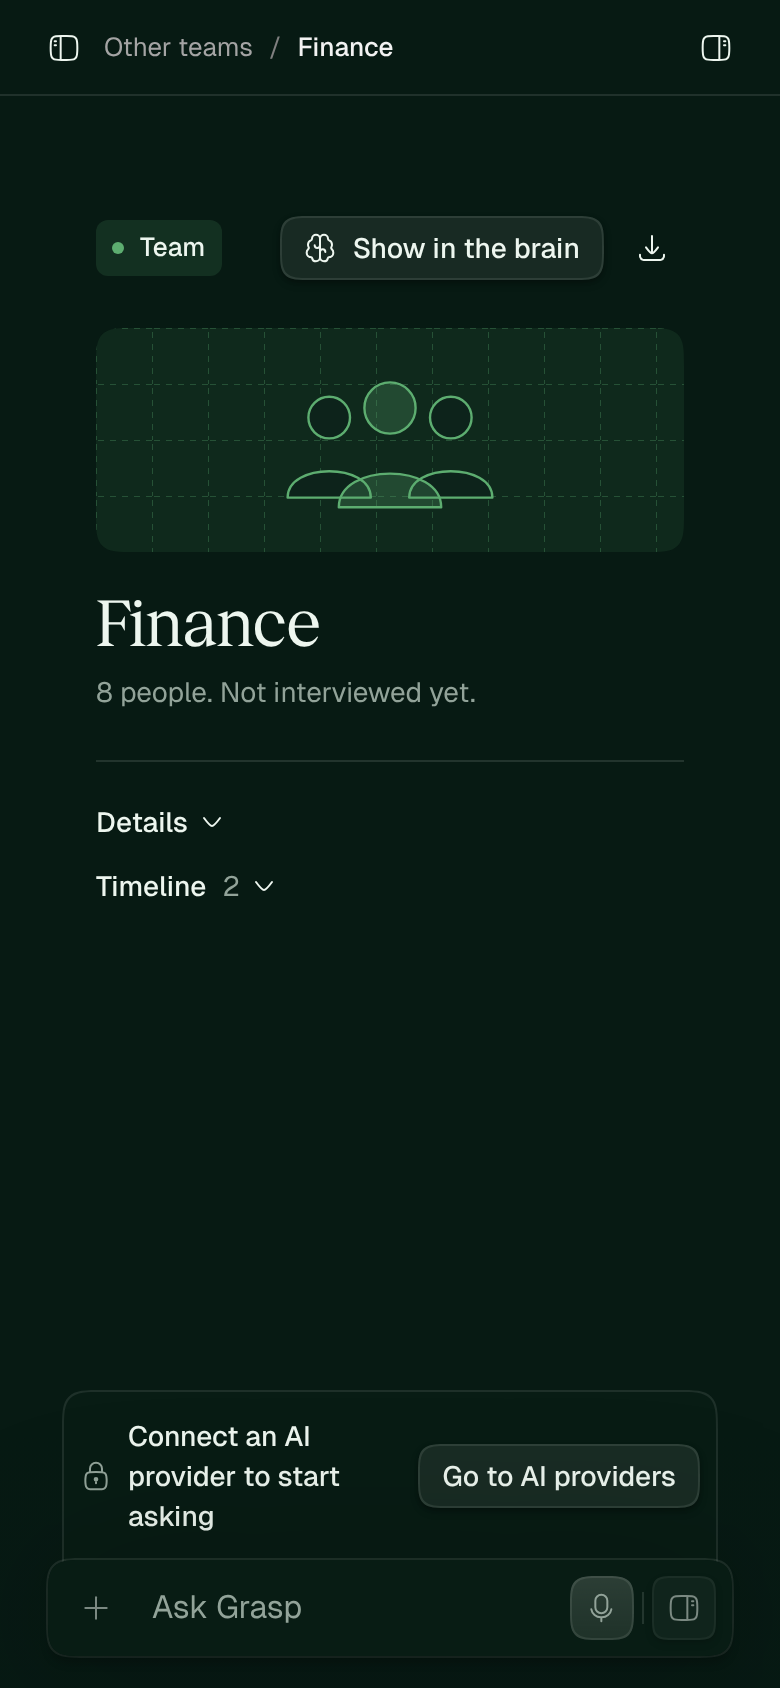 Other teams / Finance
Team
Show in the brain
Finance
8 people. Not interviewed yet.
Details
Timeline 2
Connect an AI
provider to start
asking
Go to AI providers
Ask Grasp